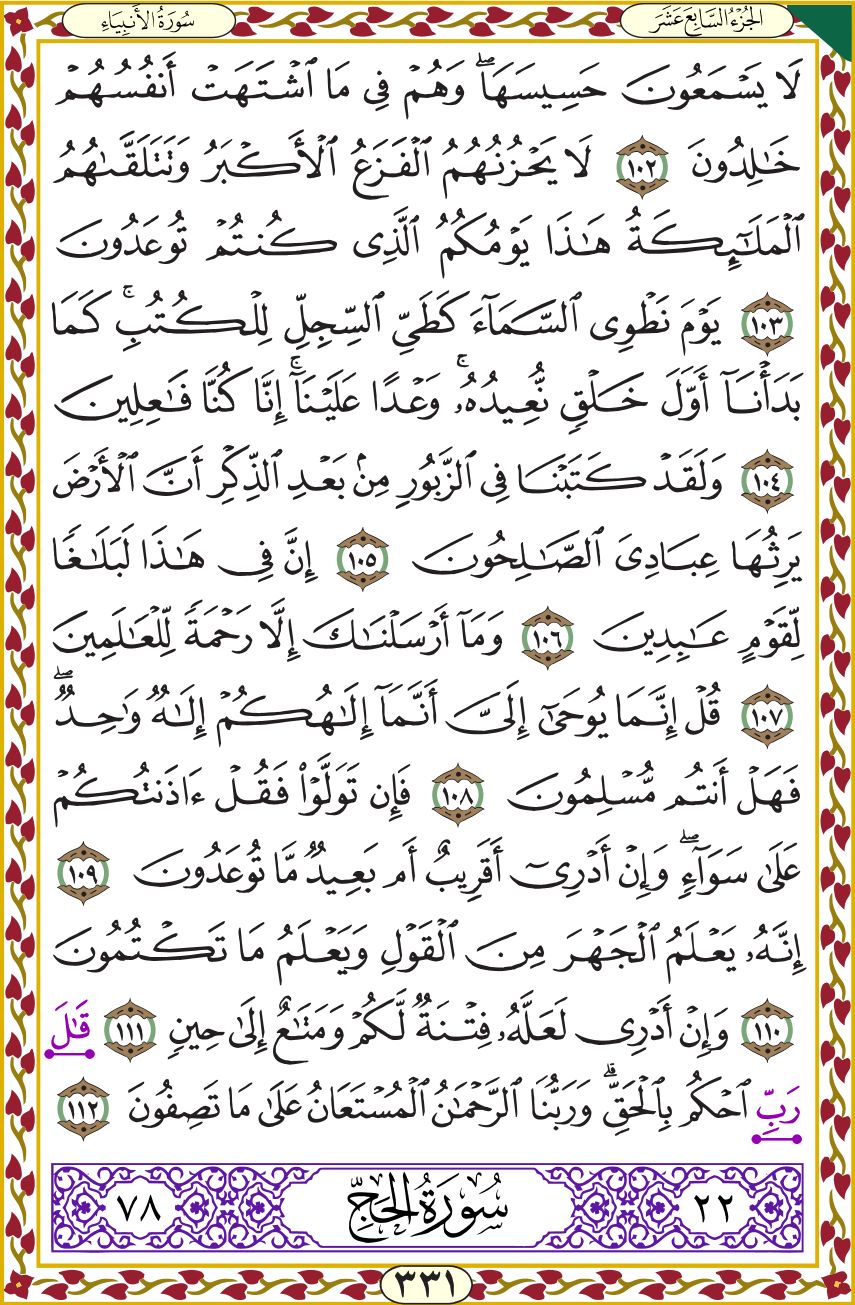 الجُزْءُ السَّابِعَ عَشَرَ
سُورَةُ الأَنبِيَاءِ
لَا يَسْمَعُونَ حَسِيسَهَاۖ وَهُمْ فِي مَا ٱشْتَهَتْ أَنفُسُهُمْ
خَٰلِدُونَ ١٠٢ لَا يَحْزُنُهُمُ ٱلْفَزَعُ ٱلْأَكْبَرُ وَتَتَلَقَّىٰهُمُ
ٱلْمَلَٰٓئِكَةُ هَٰذَا يَوْمُكُمُ ٱلَّذِى كُنتُمْ تُوعَدُونَ
١٠٣ يَوْمَ نَطْوِى ٱلسَّمَآءَ كَطَىِّ ٱلسِّجِلِّ لِلْكُتُبِۚ كَمَا
بَدَأْنَآ أَوَّلَ خَلْقٍ نُّعِيدُهُۥۚ وَعْدًا عَلَيْنَآۚ إِنَّا كُنَّا فَٰعِلِينَ
١٠٤ وَلَقَدْ كَتَبْنَا فِى ٱلزَّبُورِ مِنۢ بَعْدِ ٱلذِّكْرِ أَنَّ ٱلْأَرْضَ
يَرِثُهَا عِبَادِىَ ٱلصَّٰلِحُونَ ١٠٥ إِنَّ فِى هَٰذَا لَبَلَٰغًا
لِّقَوْمٍ عَٰبِدِينَ ١٠٦ وَمَآ أَرْسَلْنَٰكَ إِلَّا رَحْمَةً لِّلْعَٰلَمِينَ
١٠٧ قُلْ إِنَّمَا يُوحَىٰٓ إِلَىَّ أَنَّمَآ إِلَٰهُكُمْ إِلَٰهٌ وَٰحِدٌۖ
فَهَلْ أَنتُم مُّسْلِمُونَ ١٠٨ فَإِن تَوَلَّوْا۟ فَقُلْ ءَاذَنتُكُمْ
عَلَىٰ سَوَآءٍۖ وَإِنْ أَدْرِىٓ أَقَرِيبٌ أَم بَعِيدٌ مَّا تُوعَدُونَ ١٠٩
إِنَّهُۥ يَعْلَمُ ٱلْجَهْرَ مِنَ ٱلْقَوْلِ وَيَعْلَمُ مَا تَكْتُمُونَ
١١٠ وَإِنْ أَدْرِى لَعَلَّهُۥ فِتْنَةٌ لَّكُمْ وَمَتَٰعٌ إِلَىٰ حِينٍ ١١١ قَٰلَ
رَبِّ ٱحْكُم بِٱلْحَقِّۗ وَرَبُّنَا ٱلرَّحْمَٰنُ ٱلْمُسْتَعَانُ عَلَىٰ مَا تَصِفُونَ ١١٢
٢٢ سُورَةُ الحَجِّ ٧٨
٣٣١